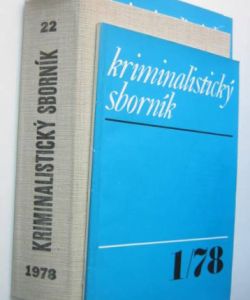 22
KRIMINALISTICKÝ SBORNÍK
1978
kriminalistický
sborník
1/78